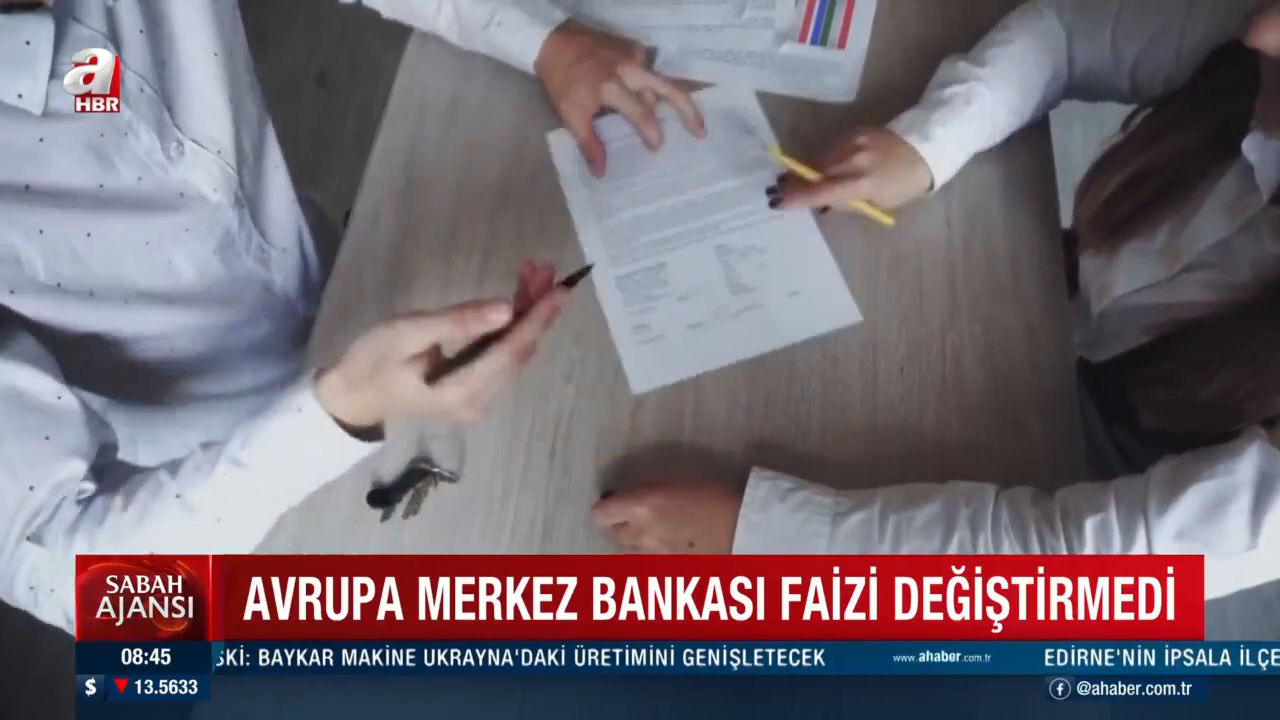 a
HBR
SABAH
AJANSI
AVRUPA MERKEZ BANKASI FAİZİ DEĞİŞTİRMEDİ
08:45
SKİ: BAYKAR MAKİNE UKRAYNA'DAKİ ÜRETİMİNİ GENİŞLETECEK
www.ahaber.com.tr
EDİRNE'NİN İPSALA İLÇE
$ 13.5633
@ahaber.com.tr